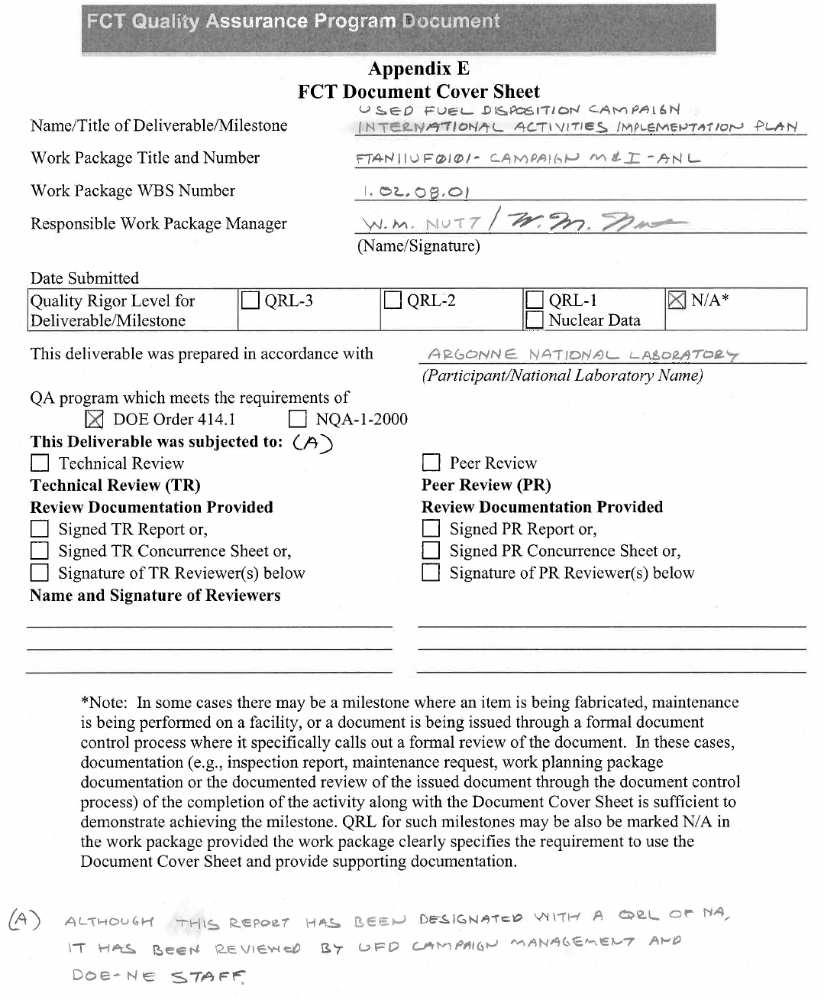 FCT Quality Assurance Program Document
Appendix E
FCT Document Cover Sheet
Name/Title of Deliverable/Milestone USED FUEL DISPOSITION CAMPAIGN
INTERNATIONAL ACTIVITIES IMPLEMENTATION PLAN
Work Package Title and Number FTAN11UF0101- CAMPAIGN M&I -ANL
Work Package WBS Number 1.02.08.01
Responsible Work Package Manager W.M. NUTT / W. M. Nutt
(Name/Signature)
Date Submitted
Quality Rigor Level for Deliverable/Milestone
☐ QRL-3
☐ QRL-2
☐ QRL-1
☐ Nuclear Data
☒ N/A*
This deliverable was prepared in accordance with ARGONNE NATIONAL LABORATORY
(Participant/National Laboratory Name)
QA program which meets the requirements of
☒ DOE Order 414.1 ☐ NQA-1-2000
This Deliverable was subjected to: (A)
☐ Technical Review
☐ Peer Review
Technical Review (TR)
Peer Review (PR)
Review Documentation Provided
Review Documentation Provided
☐ Signed TR Report or,
☐ Signed PR Report or,
☐ Signed TR Concurrence Sheet or,
☐ Signed PR Concurrence Sheet or,
☐ Signature of TR Reviewer(s) below
☐ Signature of PR Reviewer(s) below
Name and Signature of Reviewers
*Note: In some cases there may be a milestone where an item is being fabricated, maintenance
is being performed on a facility, or a document is being issued through a formal document
control process where it specifically calls out a formal review of the document. In these cases,
documentation (e.g., inspection report, maintenance request, work planning package
documentation or the documented review of the issued document through the document control
process) of the completion of the activity along with the Document Cover Sheet is sufficient to
demonstrate achieving the milestone. QRL for such milestones may be also be marked N/A in
the work package provided the work package clearly specifies the requirement to use the
Document Cover Sheet and provide supporting documentation.
(A) ALTHOUGH THIS REPORT HAS BEEN DESIGNATED WITH A QRL OF NA,
IT HAS BEEN REVIEWED BY UFD CAMPAIGN MANAGEMENT AND
DOE-NE STAFF.